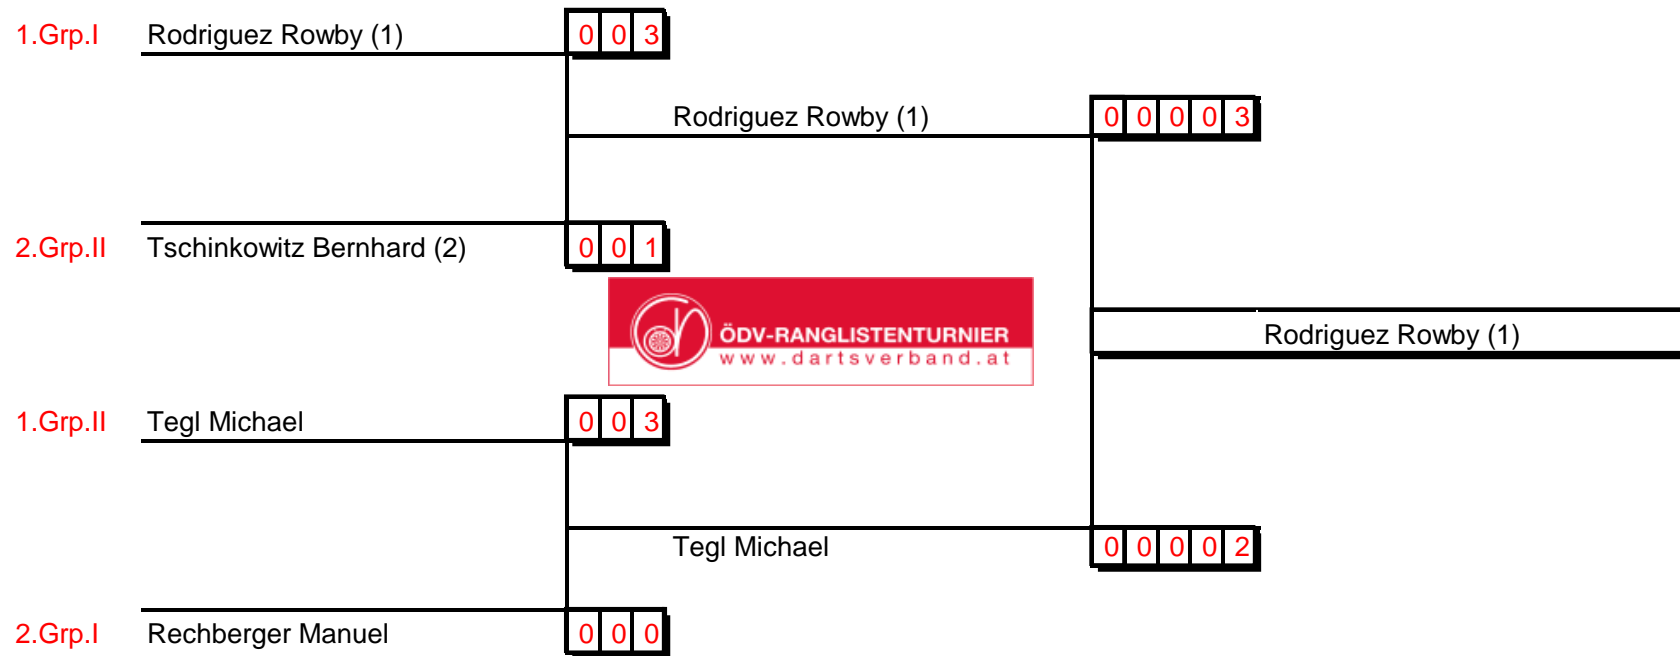 1.Grp.I Rodriguez Rowby (1) 0 0 3
Rodriguez Rowby (1) 0 0 0 0 3
2.Grp.II Tschinkowitz Bernhard (2) 0 0 1
ÖDV-RANGLISTENTURNIER
www.dartsverband.at
Rodriguez Rowby (1)
1.Grp.II Tegl Michael 0 0 3
Tegl Michael 0 0 0 0 2
2.Grp.I Rechberger Manuel 0 0 0